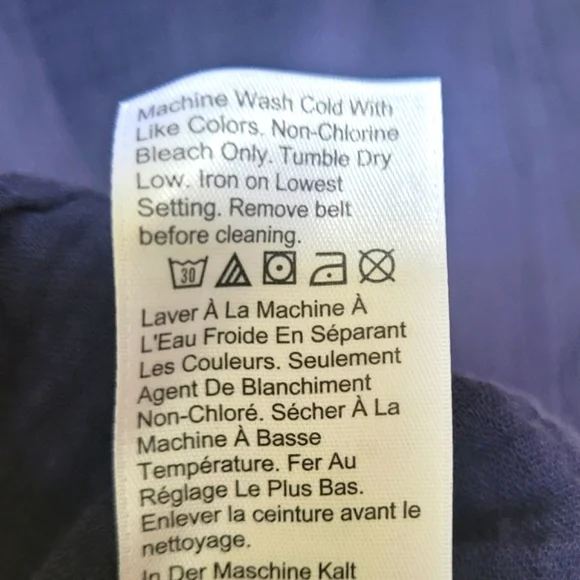 Machine Wash Cold With
Like Colors. Non-Chlorine
Bleach Only. Tumble Dry
Low. Iron on Lowest
Setting. Remove belt
before cleaning.
30
Laver À La Machine À
L'Eau Froide En Séparant
Les Couleurs. Seulement
Agent De Blanchiment
Non-Chloré. Sécher À La
Machine À Basse
Température. Fer Au
Réglage Le Plus Bas.
Enlever la ceinture avant le
nettoyage.
In Der Maschine Kalt